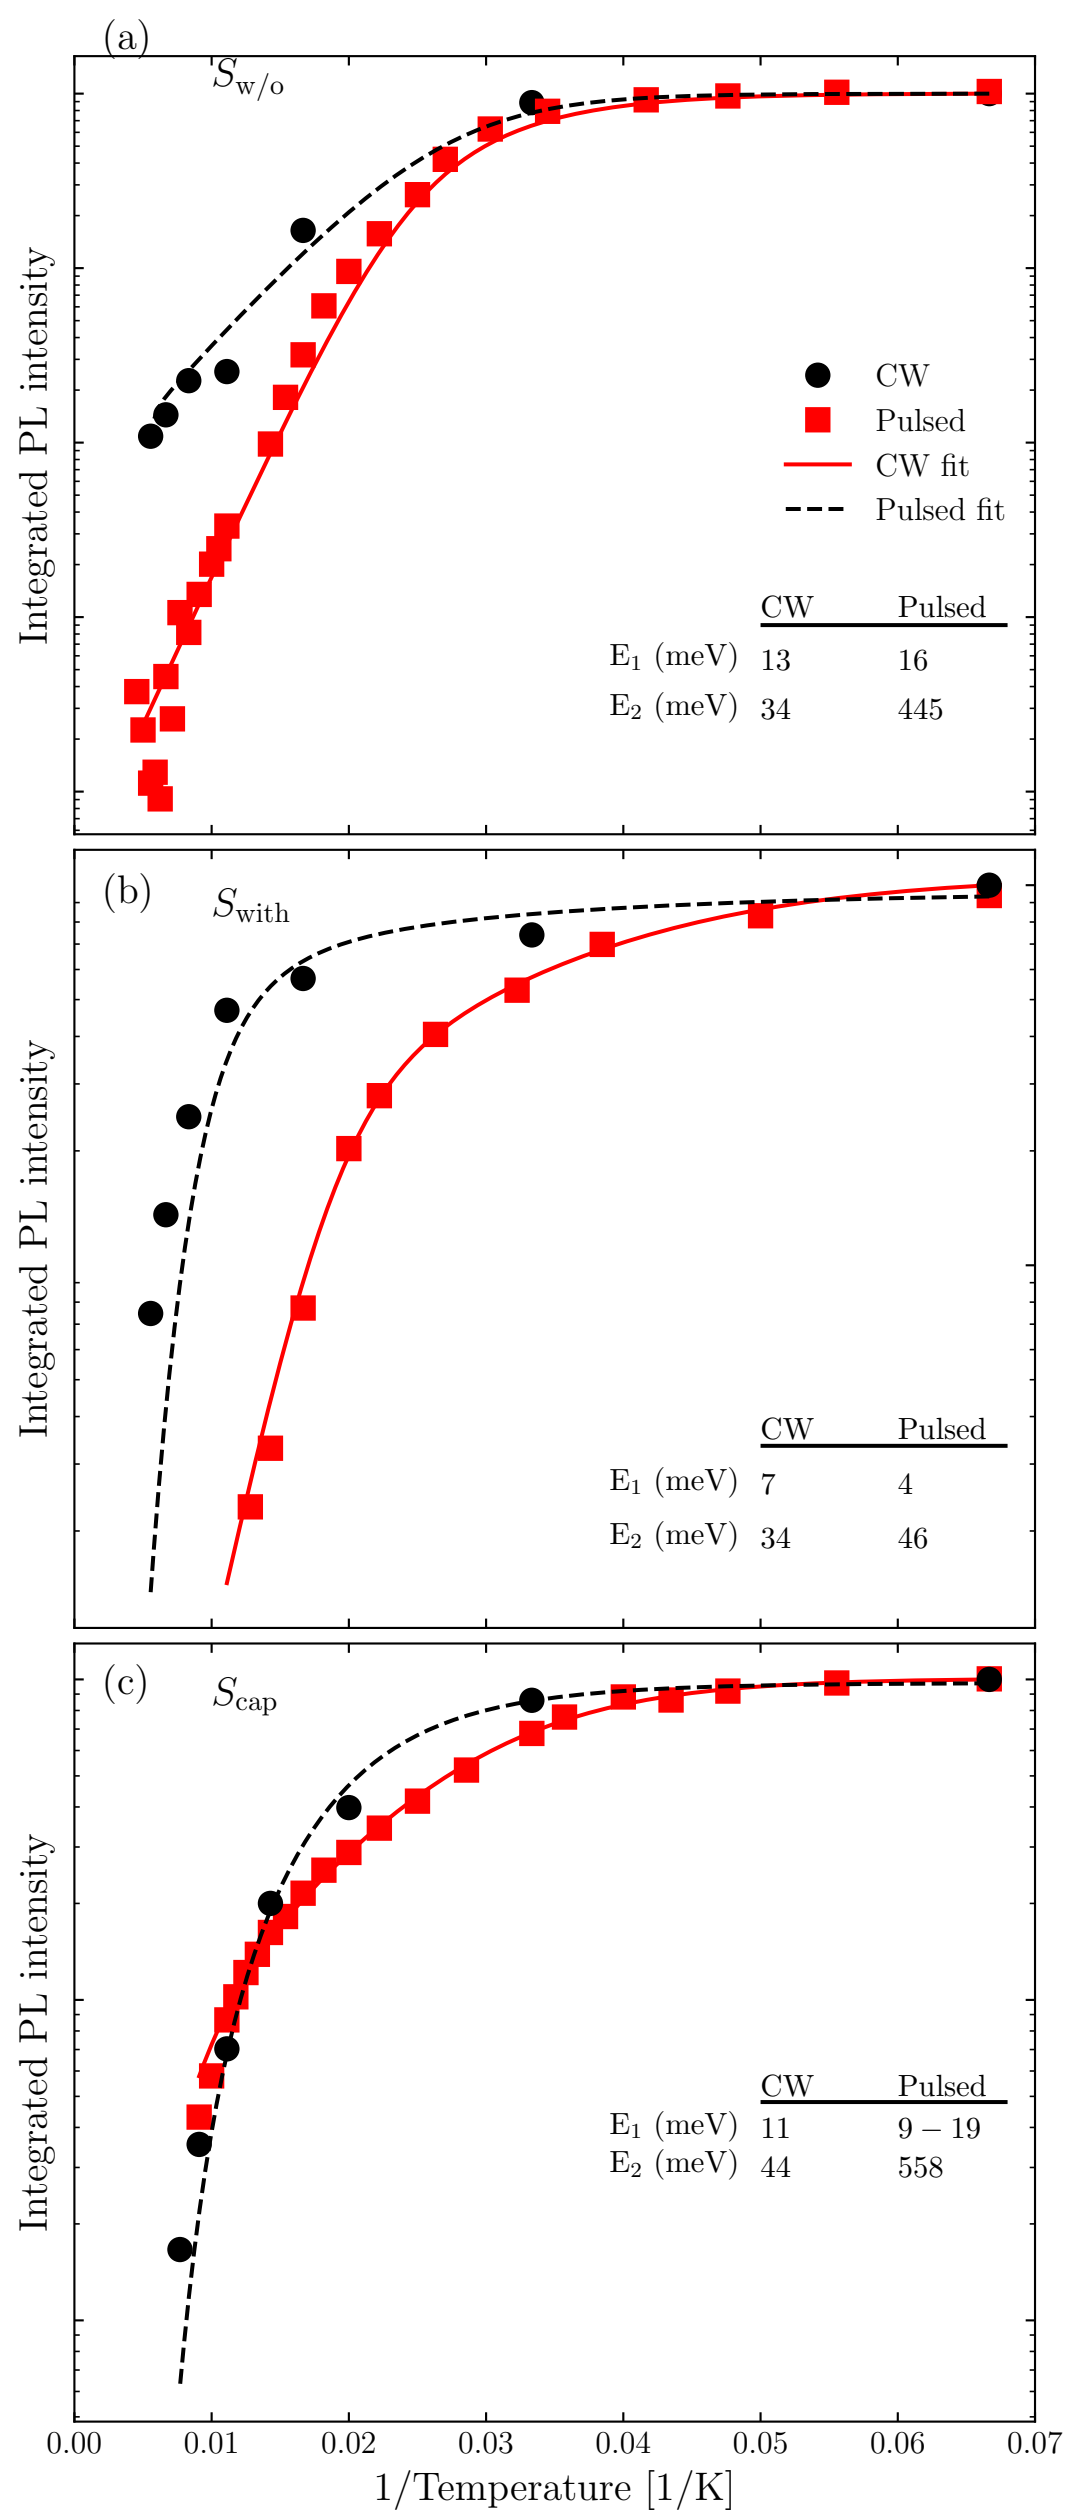 (a)
S_w/o
Integrated PL intensity
CW
Pulsed
CW fit
Pulsed fit
CW Pulsed
E₁ (meV) 13 16
E₂ (meV) 34 445
(b)
S_with
Integrated PL intensity
CW Pulsed
E₁ (meV) 7 4
E₂ (meV) 34 46
(c)
S_cap
Integrated PL intensity
CW Pulsed
E₁ (meV) 11 9 − 19
E₂ (meV) 44 558
0.00 0.01 0.02 0.03 0.04 0.05 0.06 0.07
1/Temperature [1/K]